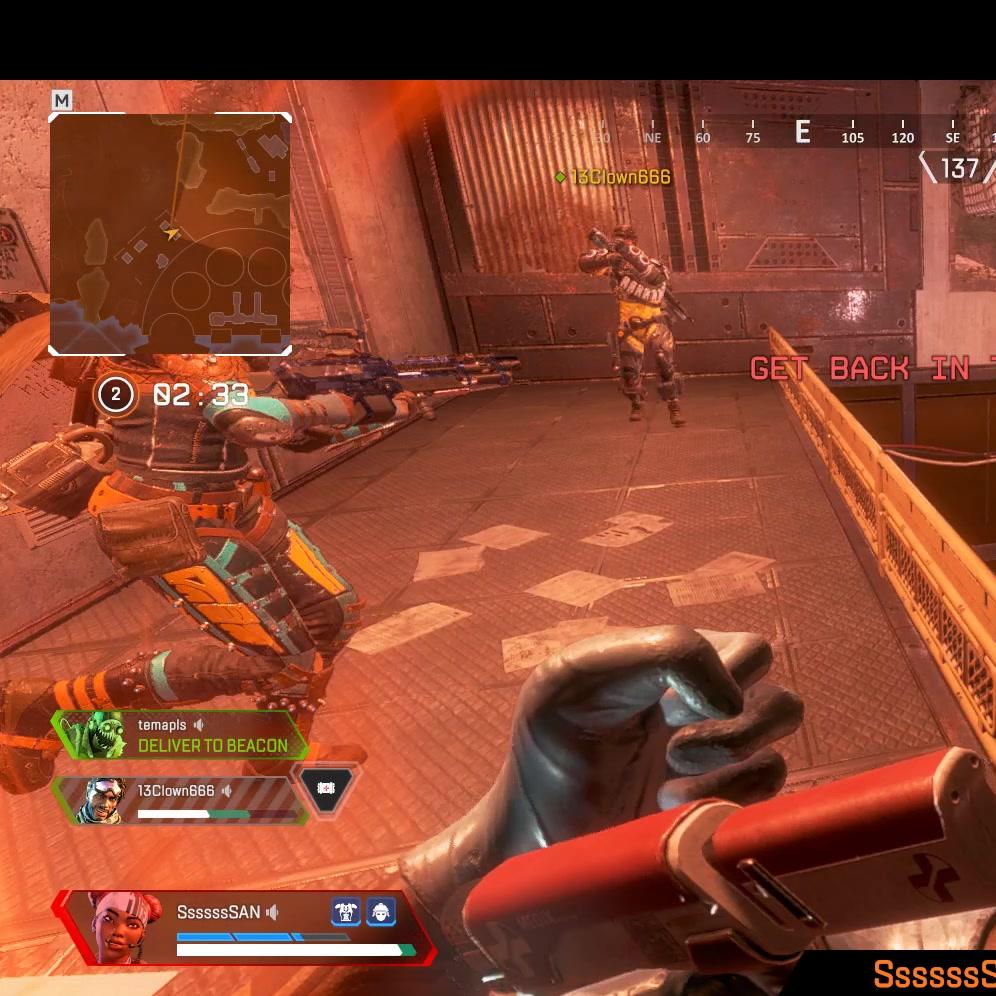 M
30 NE 60 75 E 105 120 SE
137
13Clown666
GET BACK IN
2 02:33
temapls
DELIVER TO BEACON
13Clown666
SsssssSAN
SsssssS